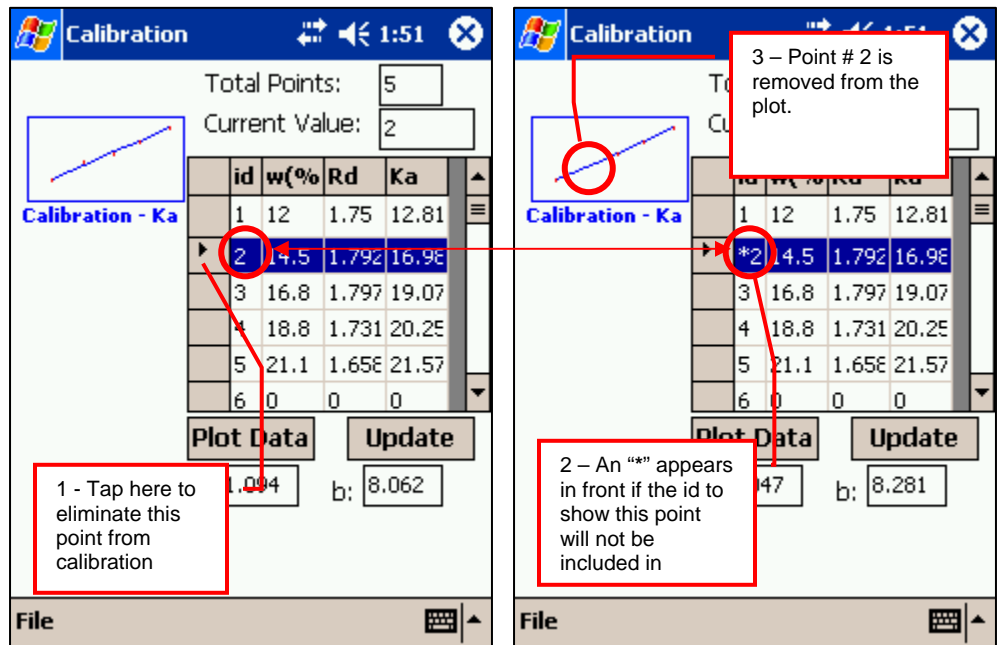 Calibration 1:51
Total Points: 5
Current Value: 2
Calibration - Ka
id w(% Rd Ka
1 12 1.75 12.81
2 14.5 1.792 16.98
3 16.8 1.797 19.07
4 18.8 1.731 20.25
5 21.1 1.658 21.57
6 0 0 0
Plot Data Update
1.094 b: 8.062
1 - Tap here to
eliminate this
point from
calibration
File
Calibration
3 – Point # 2 is
removed from the
plot.
Calibration - Ka
1 12 1.75 12.81
*2 14.5 1.792 16.98
3 16.8 1.797 19.07
4 18.8 1.731 20.25
5 21.1 1.658 21.57
6 0 0 0
Plot Data Update
b: 8.281
2 – An “*” appears
in front if the id to
show this point
will not be
included in
File